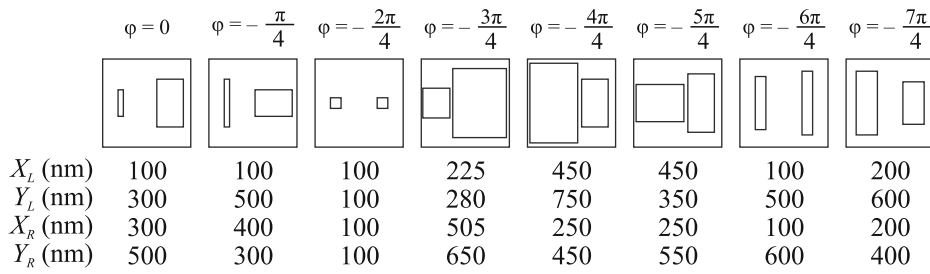 φ = 0 φ = − π/4 φ = − 2π/4 φ = − 3π/4 φ = − 4π/4 φ = − 5π/4 φ = − 6π/4 φ = − 7π/4
X_L (nm) 100 100 100 225 450 450 100 200
Y_L (nm) 300 500 100 280 750 350 500 600
X_R (nm) 300 400 100 505 250 250 100 200
Y_R (nm) 500 300 100 650 450 550 600 400